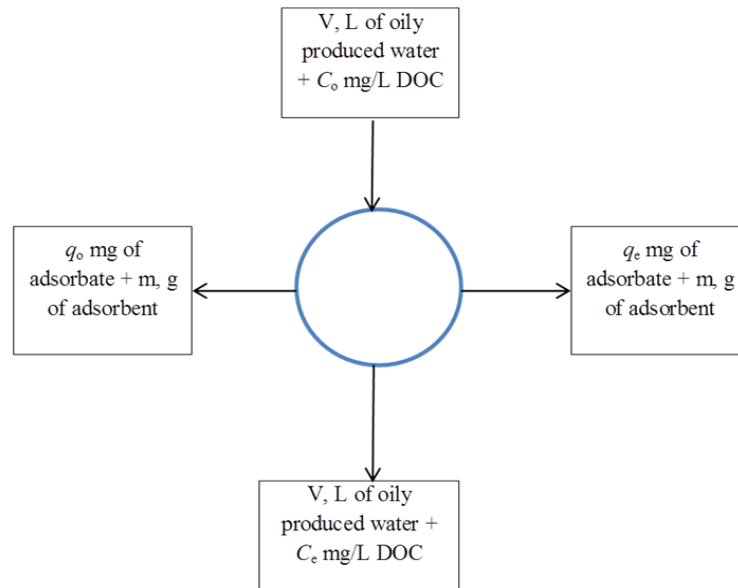 V, L of oily
produced water
+ Cₒ mg/L DOC
qₒ mg of
adsorbate + m, g
of adsorbent
qₑ mg of
adsorbate + m, g
of adsorbent
V, L of oily
produced water +
Cₑ mg/L DOC